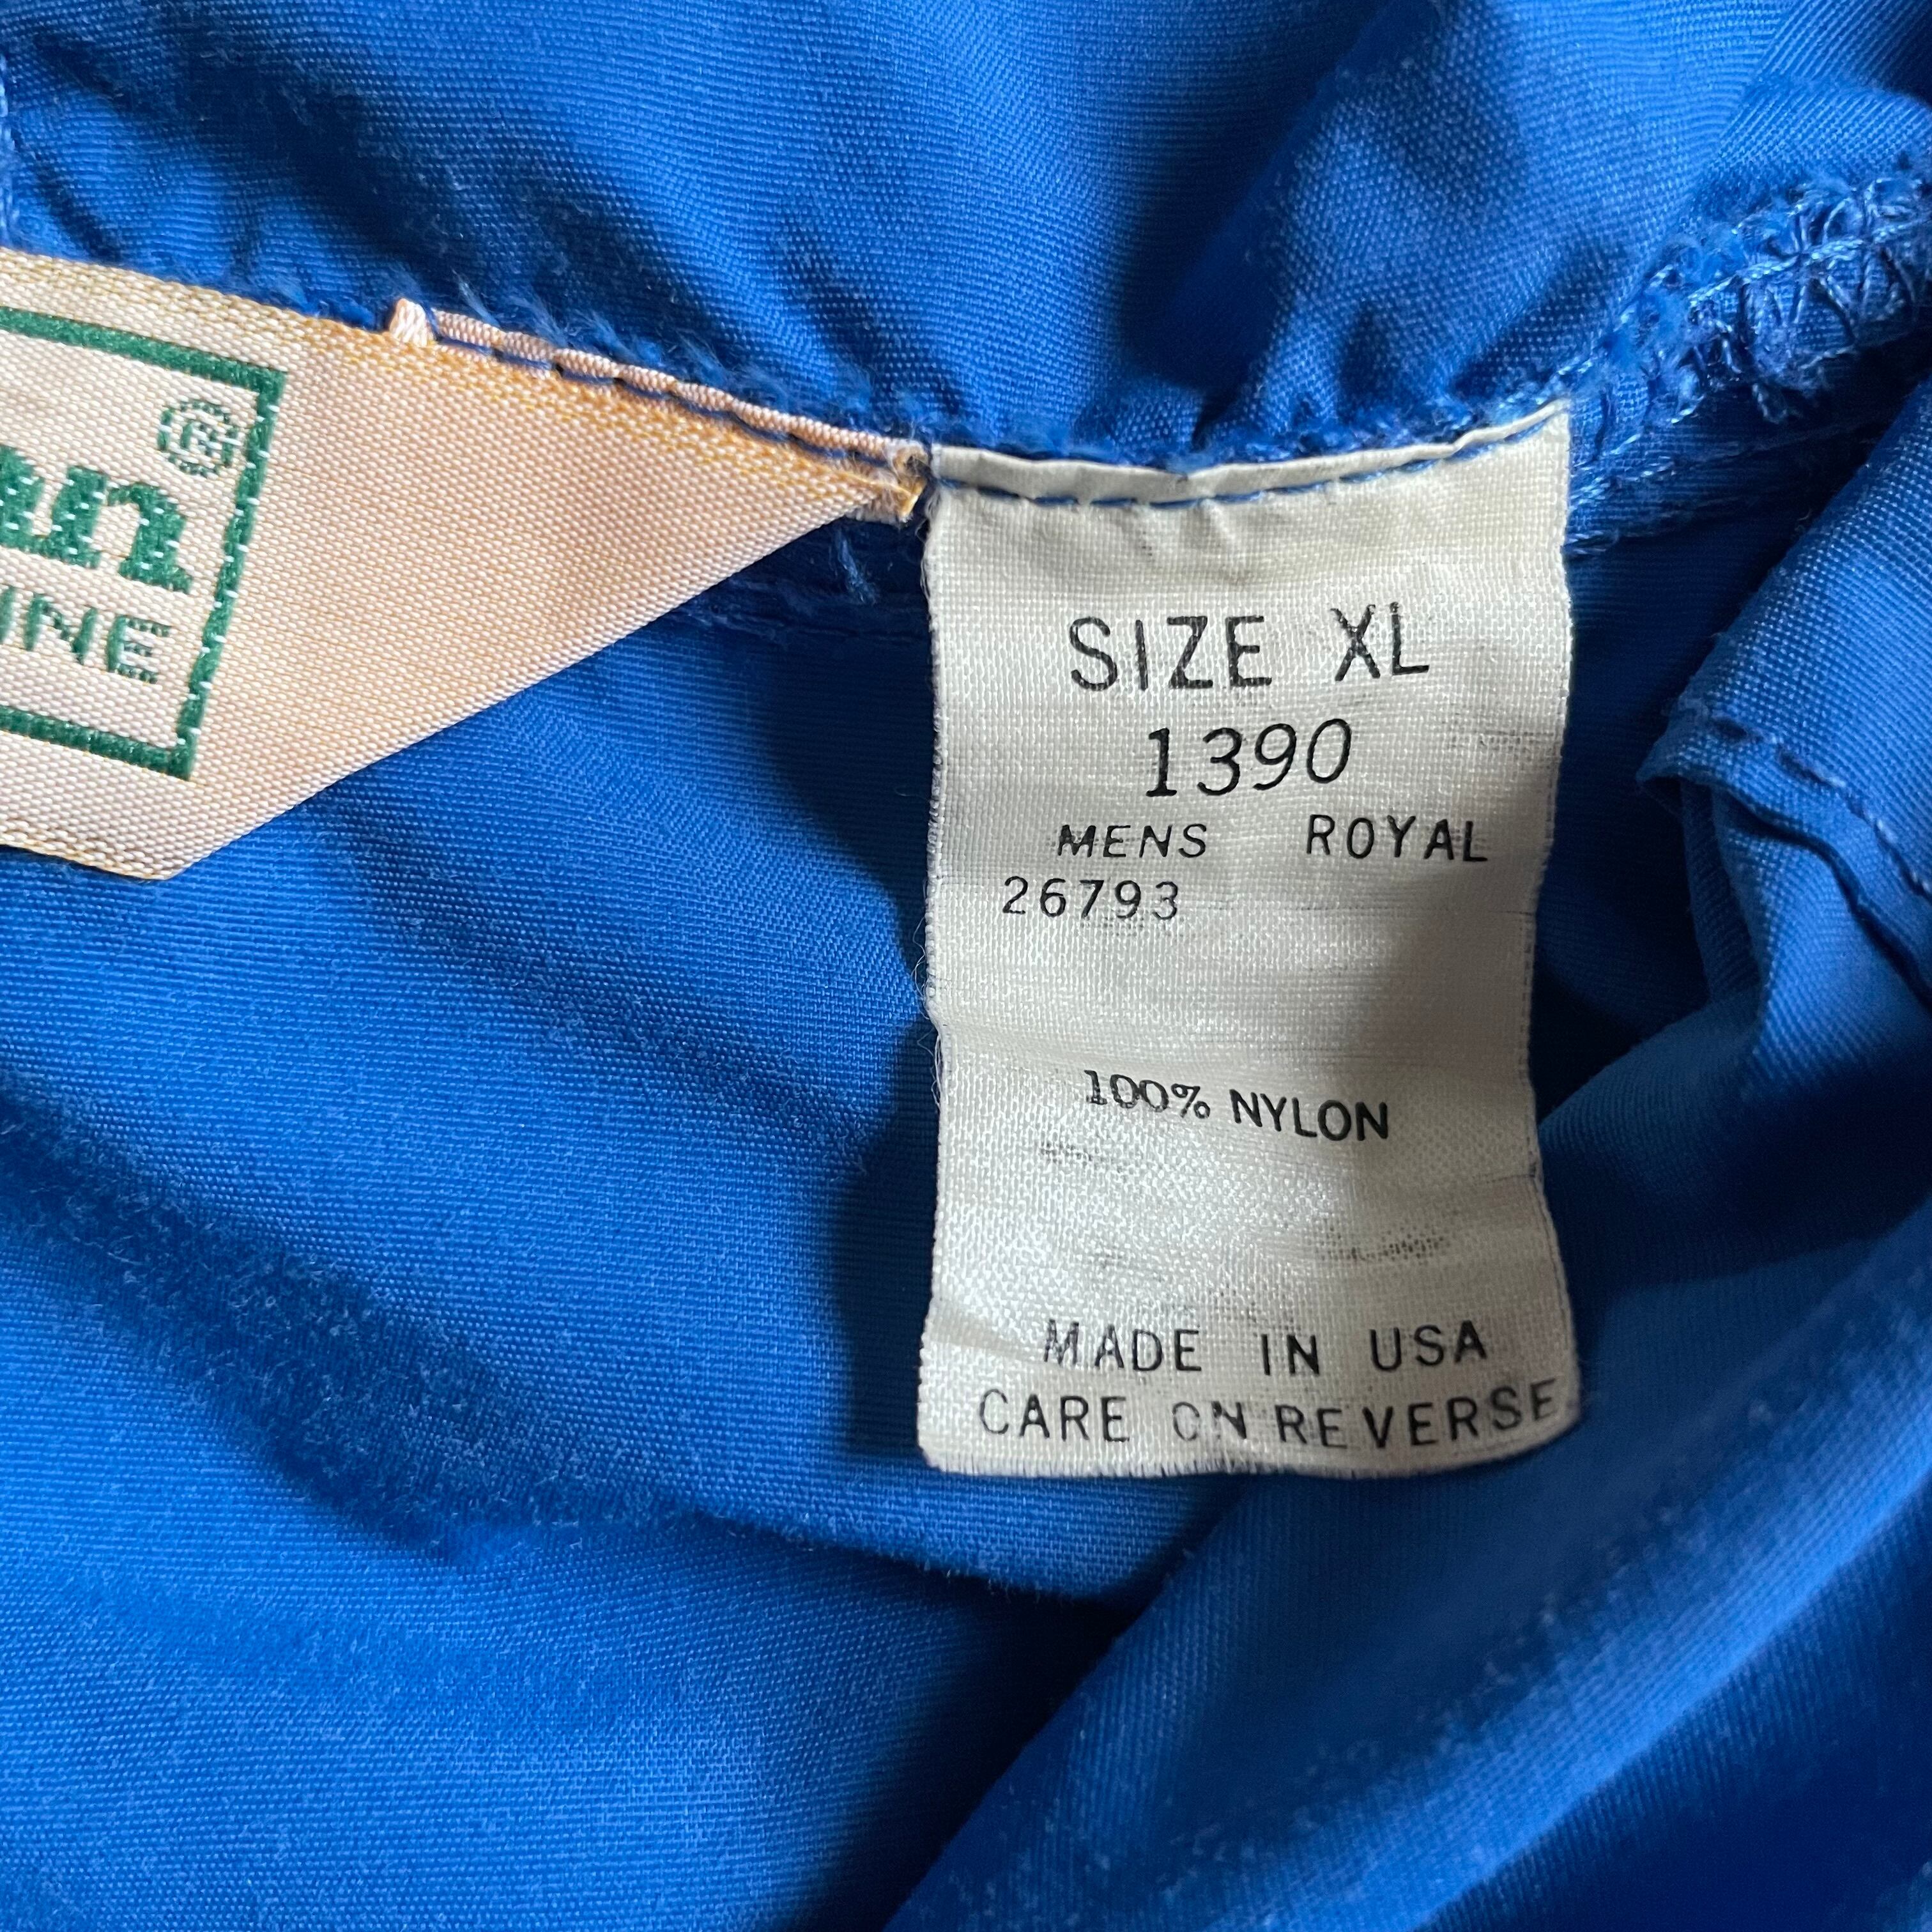 ®
SIZE XL
1390
MENS ROYAL
26793
100% NYLON
MADE IN USA
CARE ON REVERSE